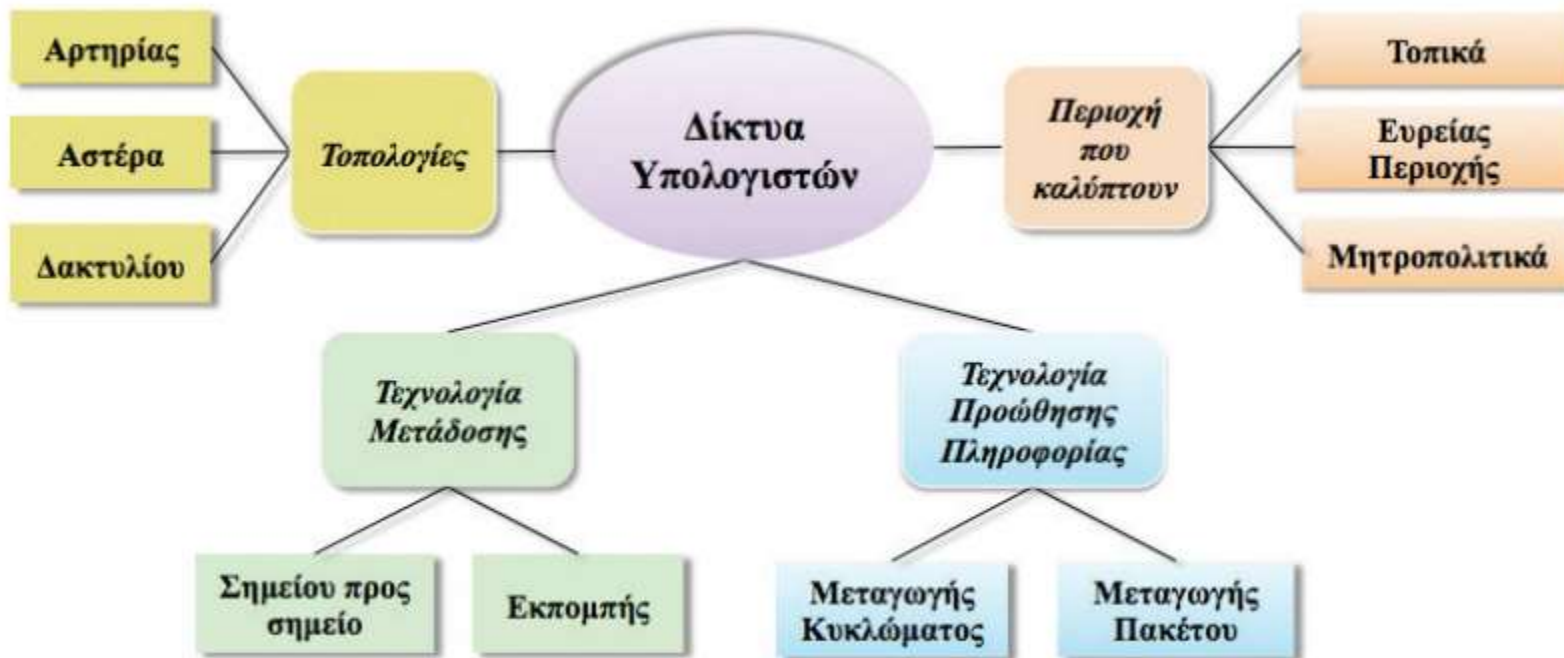 Αρτηρίας
Αστέρα
Δακτυλίου
Τοπολογίες
Δίκτυα
Υπολογιστών
Περιοχή
που
καλύπτουν
Τοπικά
Ευρείας
Περιοχής
Μητροπολιτικά
Τεχνολογία
Μετάδοσης
Σημείου προς
σημείο
Εκπομπής
Τεχνολογία
Προώθησης
Πληροφορίας
Μεταγωγής
Κυκλώματος
Μεταγωγής
Πακέτου